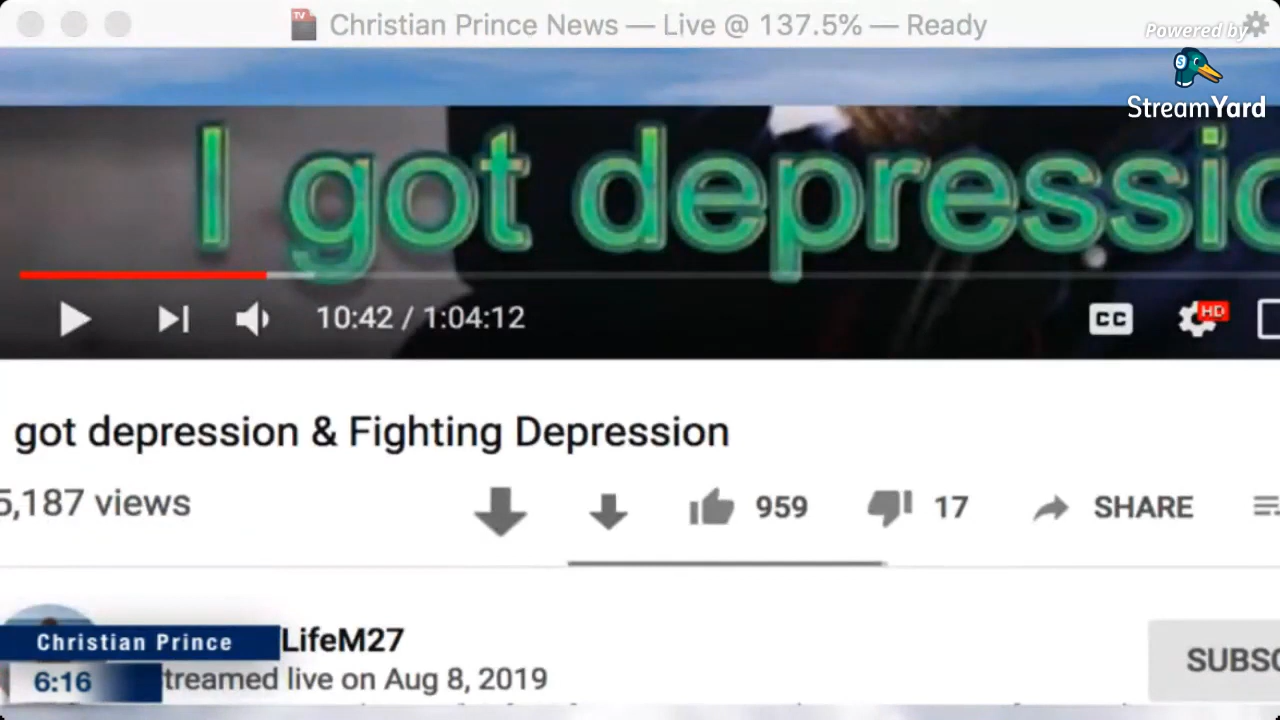 Christian Prince News — Live @ 137.5% — Ready
Powered by
StreamYard
I got depressio
10:42 / 1:04:12
CC
HD
got depression & Fighting Depression
5,187 views
959
17
SHARE
LifeM27
SUBSC
Christian Prince
treamed live on Aug 8, 2019
6:16